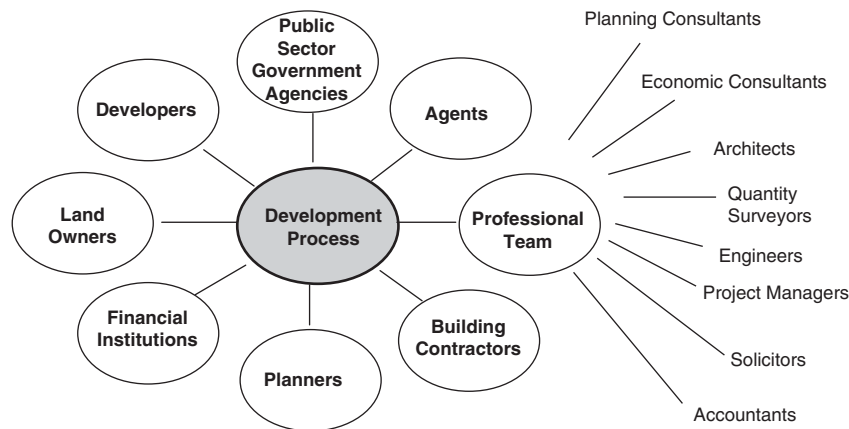 Planning Consultants
Public
Sector
Government
Agencies
Economic Consultants
Developers
Agents
Architects
Land
Owners
Development
Process
Professional
Team
Quantity
Surveyors
Engineers
Project Managers
Financial
Institutions
Building
Contractors
Planners
Solicitors
Accountants